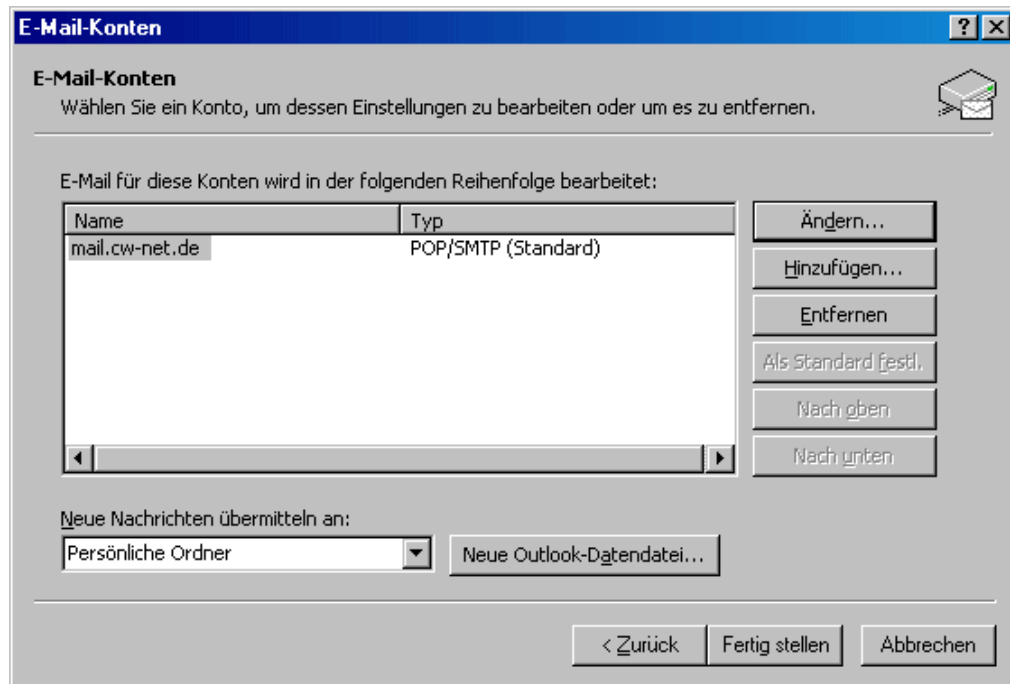 E-Mail-Konten
E-Mail-Konten
Wählen Sie ein Konto, um dessen Einstellungen zu bearbeiten oder um es zu entfernen.
E-Mail für diese Konten wird in der folgenden Reihenfolge bearbeitet:
Name Typ
mail.cw-net.de POP/SMTP (Standard)
Ändern...
Hinzufügen...
Entfernen
Als Standard festl.
Nach oben
Nach unten
Neue Nachrichten übermitteln an:
Persönliche Ordner
Neue Outlook-Datendatei...
< Zurück Fertig stellen Abbrechen